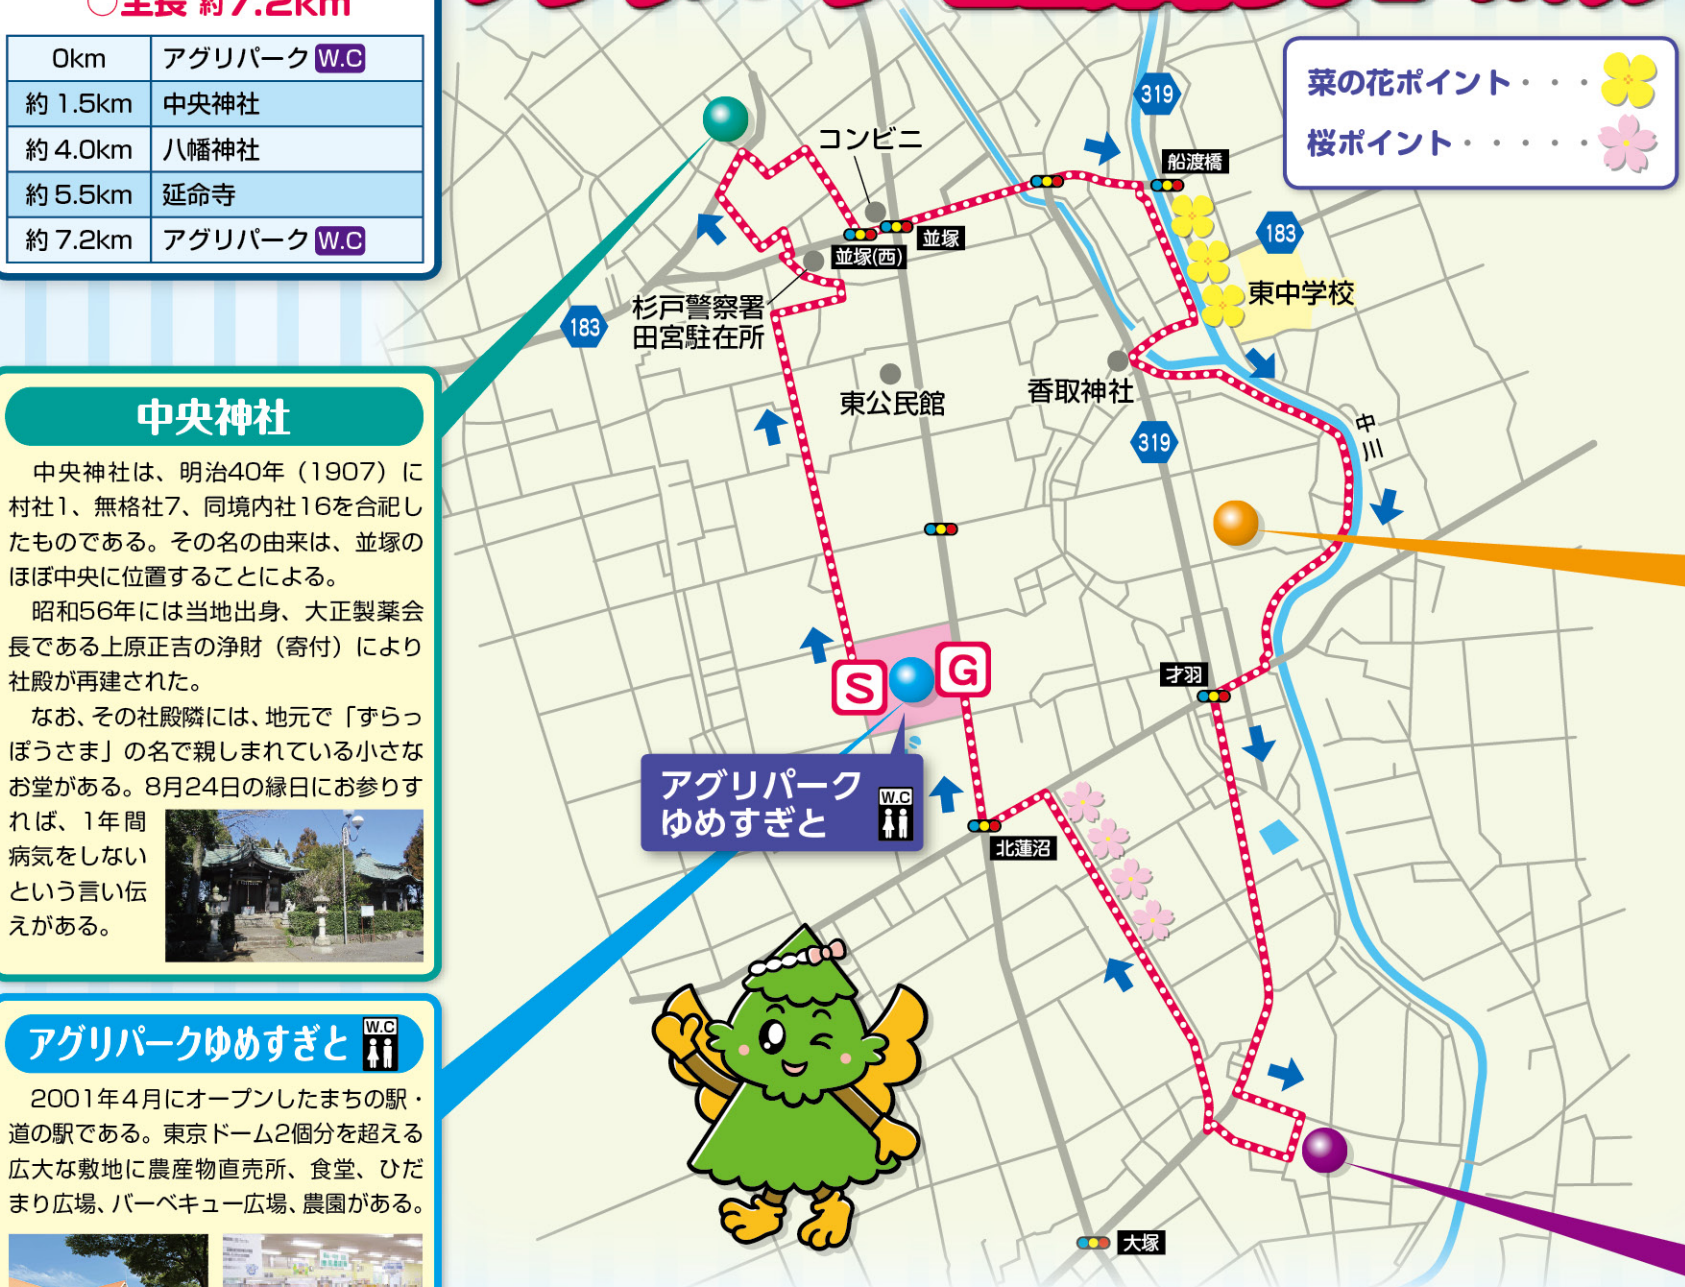 ○全長 約7.2km
0km アグリパーク W.C
約1.5km 中央神社
約4.0km 八幡神社
約5.5km 延命寺
約7.2km アグリパーク W.C
菜の花ポイント・・・
桜ポイント・・・・・
319
コンビニ
船渡橋
183
並塚
並塚(西)
東中学校
杉戸警察署
田宮駐在所
183
東公民館
香取神社
319
中川
才羽
S
G
アグリパーク
ゆめすぎと
W.C
北蓮沼
大塚
中央神社
中央神社は、明治40年(1907)に
村社1、無格社7、同境内社16を合祀し
たものである。その名の由来は、並塚の
ほぼ中央に位置することによる。
昭和56年には当地出身、大正製薬会
長である上原正吉の浄財(寄付)により
社殿が再建された。
なお、その社殿隣には、地元で「ずらっ
ぽうさま」の名で親しまれている小さな
お堂がある。8月24日の縁日にお参りす
れば、1年間
病気をしない
という言い伝
えがある。
アグリパークゆめすぎと W.C
2001年4月にオープンしたまちの駅・
道の駅である。東京ドーム2個分を超える
広大な敷地に農産物直売所、食堂、ひだ
まり広場、バーベキュー広場、農園がある。